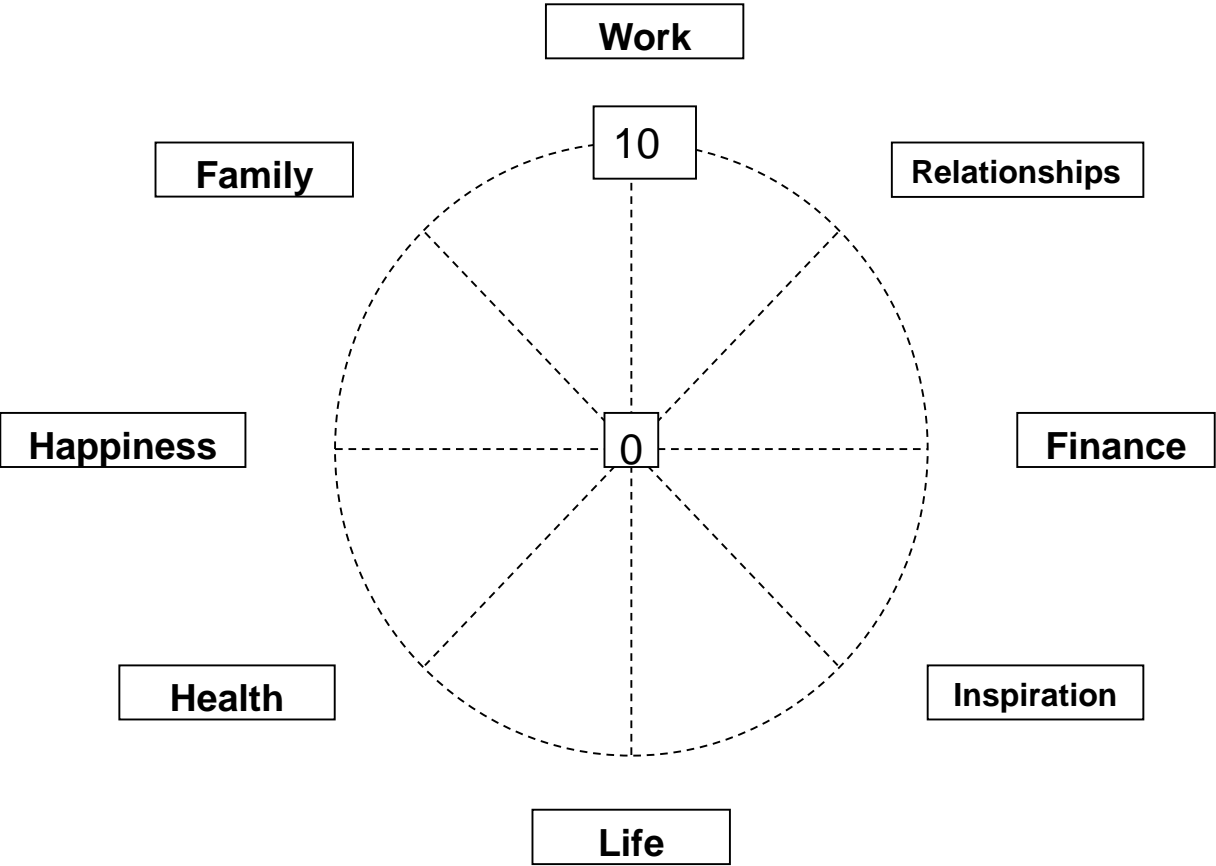 Work
10
Family
Relationships
Happiness
0
Finance
Health
Inspiration
Life